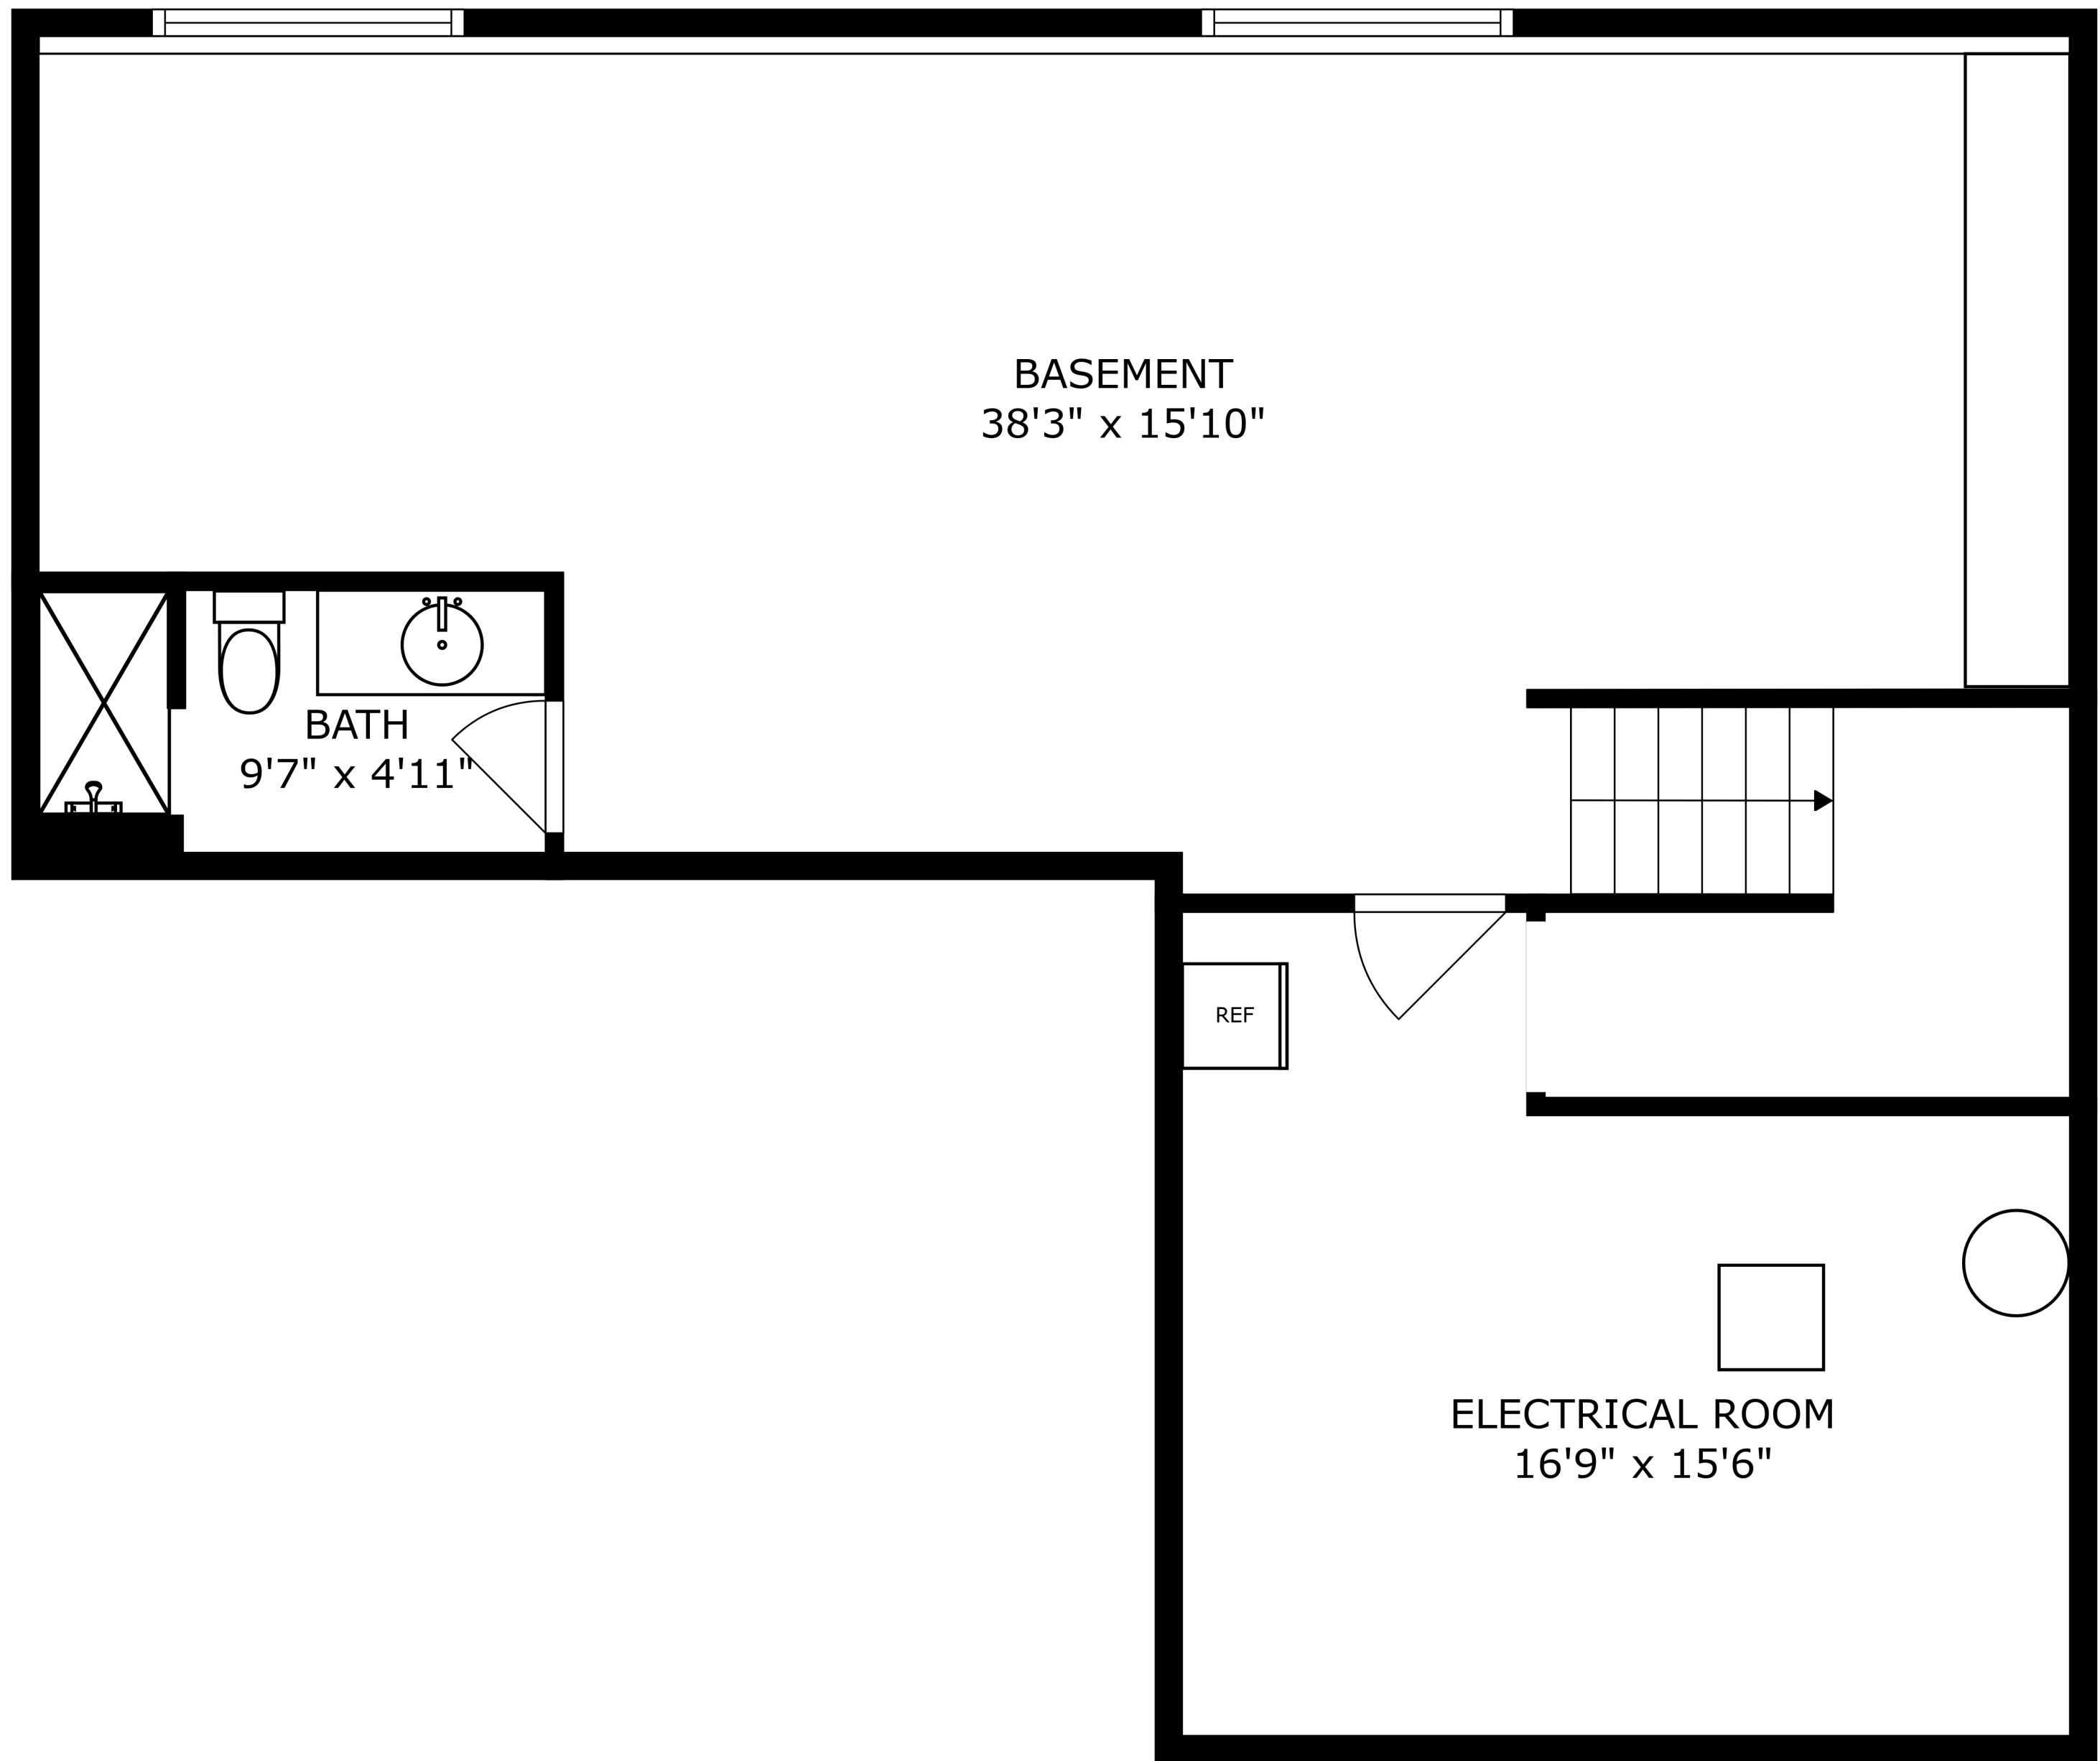 BASEMENT
38'3" x 15'10"
BATH
9'7" x 4'11"
REF
ELECTRICAL ROOM
16'9" x 15'6"